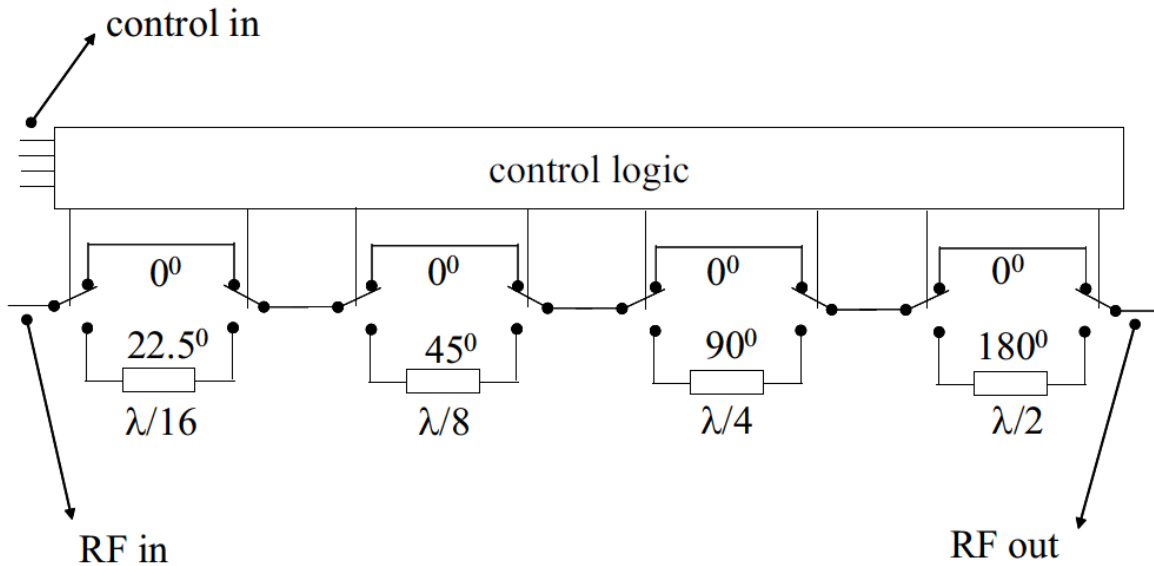 control in
control logic
0⁰ 0⁰ 0⁰ 0⁰
22.5⁰ 45⁰ 90⁰ 180⁰
λ/16 λ/8 λ/4 λ/2
RF in RF out